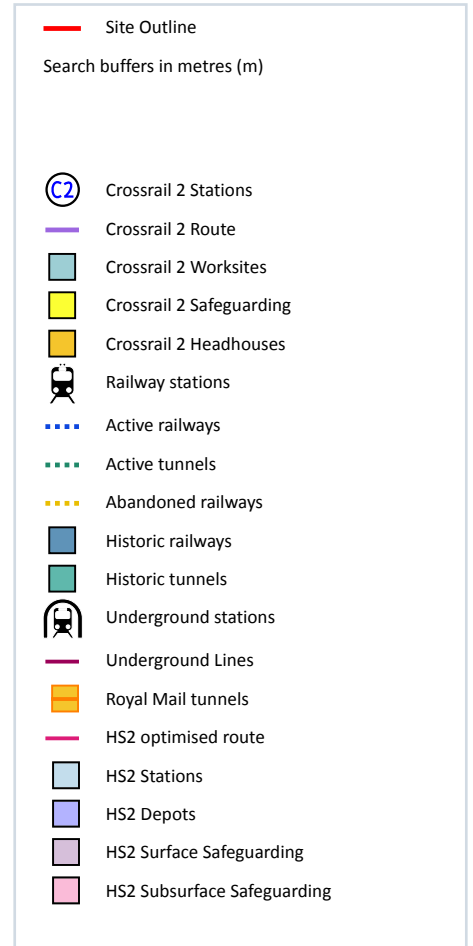 Site Outline
Search buffers in metres (m)
C2 Crossrail 2 Stations
Crossrail 2 Route
Crossrail 2 Worksites
Crossrail 2 Safeguarding
Crossrail 2 Headhouses
Railway stations
Active railways
Active tunnels
Abandoned railways
Historic railways
Historic tunnels
Underground stations
Underground Lines
Royal Mail tunnels
HS2 optimised route
HS2 Stations
HS2 Depots
HS2 Surface Safeguarding
HS2 Subsurface Safeguarding